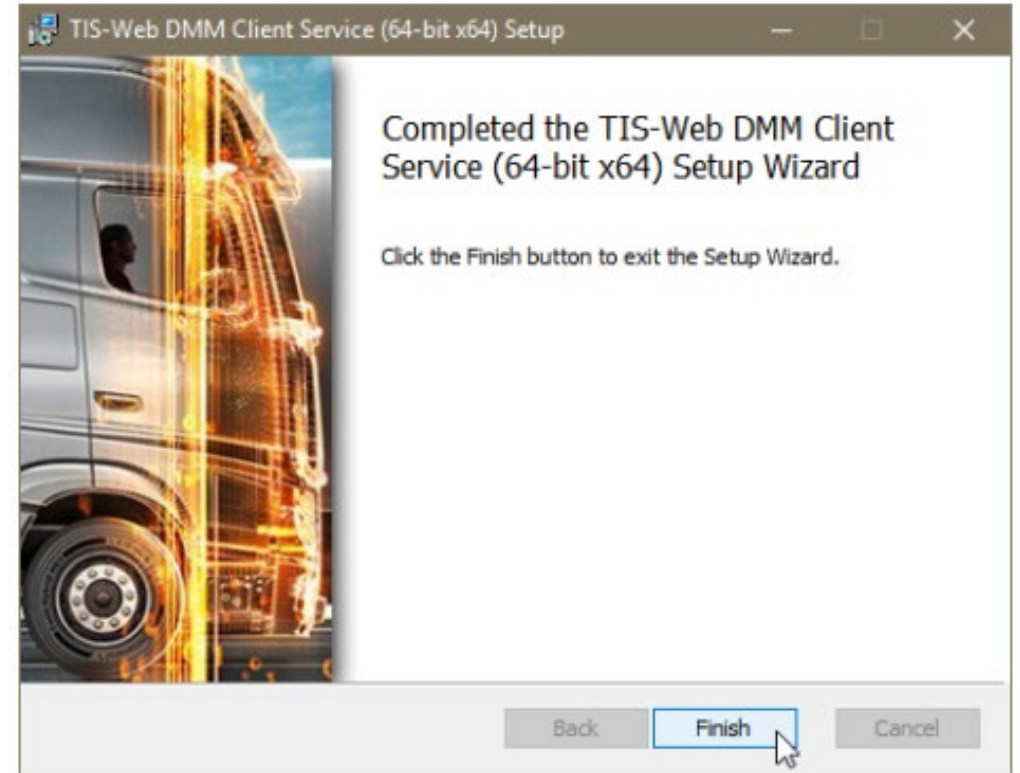 TIS-Web DMM Client Service (64-bit x64) Setup
Completed the TIS-Web DMM Client
Service (64-bit x64) Setup Wizard
Click the Finish button to exit the Setup Wizard.
Back
Finish
Cancel